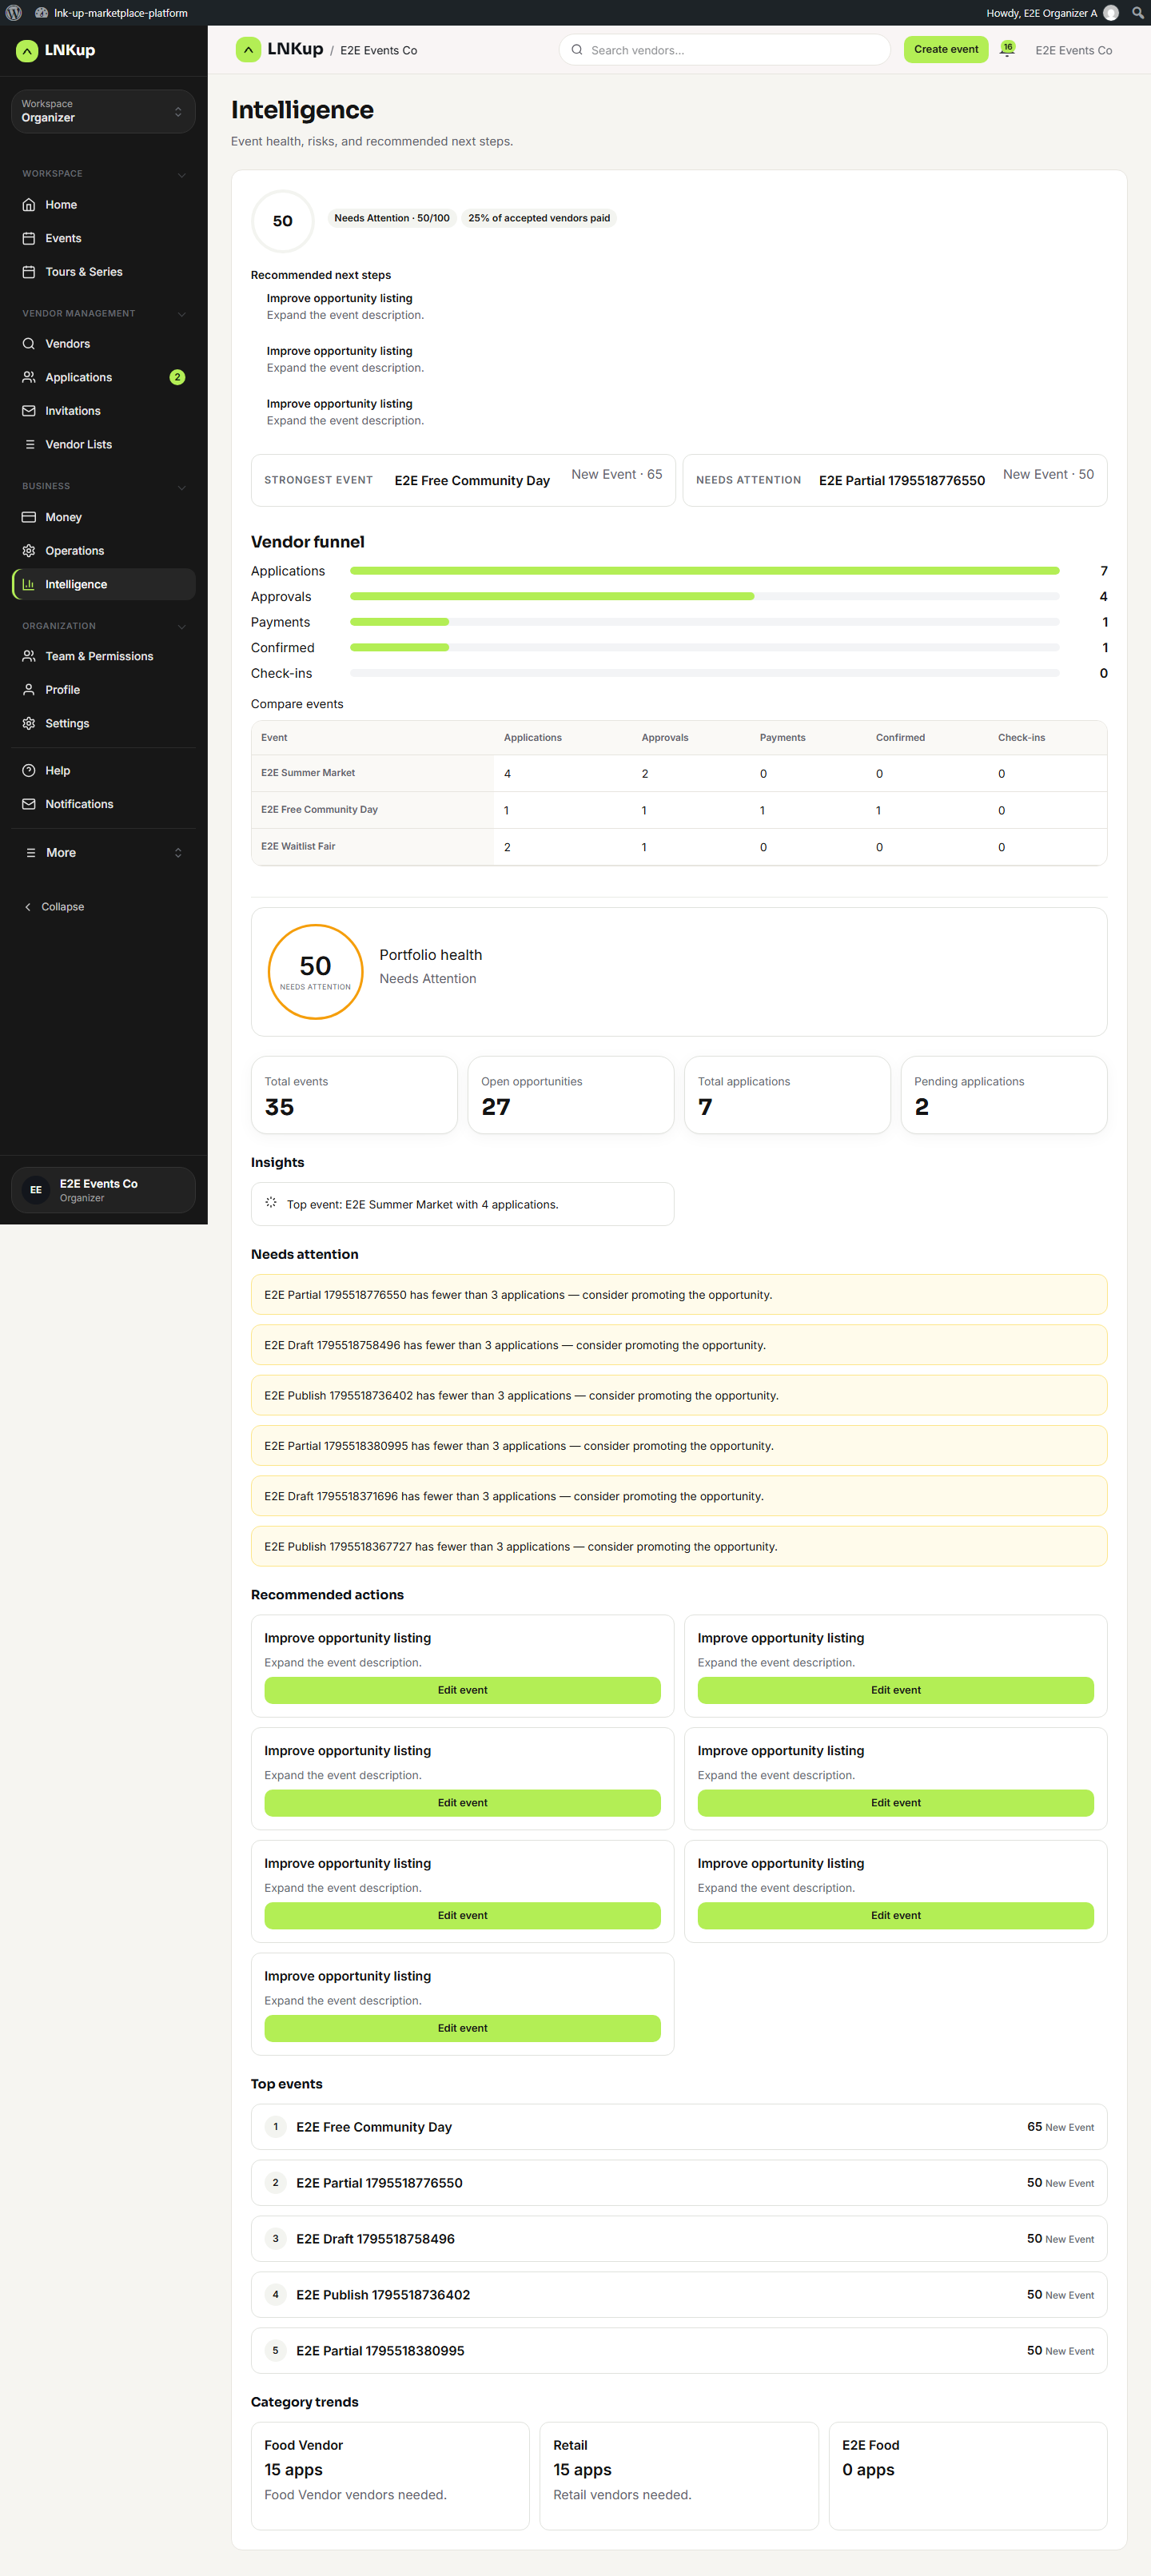 lnk-up-marketplace-platform
Howdy, E2E Organizer A
LNKup
LNKup / E2E Events Co
Search vendors...
Create event
16
E2E Events Co
Workspace
Organizer
WORKSPACE
Home
Events
Tours & Series
VENDOR MANAGEMENT
Vendors
Applications 2
Invitations
Vendor Lists
BUSINESS
Money
Operations
Intelligence
ORGANIZATION
Team & Permissions
Profile
Settings
Help
Notifications
More
Collapse
EE
E2E Events Co
Organizer
Intelligence
Event health, risks, and recommended next steps.
50
Needs Attention · 50/100
25% of accepted vendors paid
Recommended next steps
Improve opportunity listing
Expand the event description.
Improve opportunity listing
Expand the event description.
Improve opportunity listing
Expand the event description.
STRONGEST EVENT E2E Free Community Day New Event · 65
NEEDS ATTENTION E2E Partial 1795518776550 New Event · 50
Vendor funnel
Applications 7
Approvals 4
Payments 1
Confirmed 1
Check-ins 0
Compare events
Event Applications Approvals Payments Confirmed Check-ins
E2E Summer Market 4 2 0 0 0
E2E Free Community Day 1 1 1 1 0
E2E Waitlist Fair 2 1 0 0 0
50
NEEDS ATTENTION
Portfolio health
Needs Attention
Total events
35
Open opportunities
27
Total applications
7
Pending applications
2
Insights
Top event: E2E Summer Market with 4 applications.
Needs attention
E2E Partial 1795518776550 has fewer than 3 applications — consider promoting the opportunity.
E2E Draft 1795518758496 has fewer than 3 applications — consider promoting the opportunity.
E2E Publish 1795518736402 has fewer than 3 applications — consider promoting the opportunity.
E2E Partial 1795518380995 has fewer than 3 applications — consider promoting the opportunity.
E2E Draft 1795518371696 has fewer than 3 applications — consider promoting the opportunity.
E2E Publish 1795518367727 has fewer than 3 applications — consider promoting the opportunity.
Recommended actions
Improve opportunity listing
Expand the event description.
Edit event
Improve opportunity listing
Expand the event description.
Edit event
Improve opportunity listing
Expand the event description.
Edit event
Improve opportunity listing
Expand the event description.
Edit event
Improve opportunity listing
Expand the event description.
Edit event
Improve opportunity listing
Expand the event description.
Edit event
Improve opportunity listing
Expand the event description.
Edit event
Top events
1 E2E Free Community Day 65 New Event
2 E2E Partial 1795518776550 50 New Event
3 E2E Draft 1795518758496 50 New Event
4 E2E Publish 1795518736402 50 New Event
5 E2E Partial 1795518380995 50 New Event
Category trends
Food Vendor
15 apps
Food Vendor vendors needed.
Retail
15 apps
Retail vendors needed.
E2E Food
0 apps